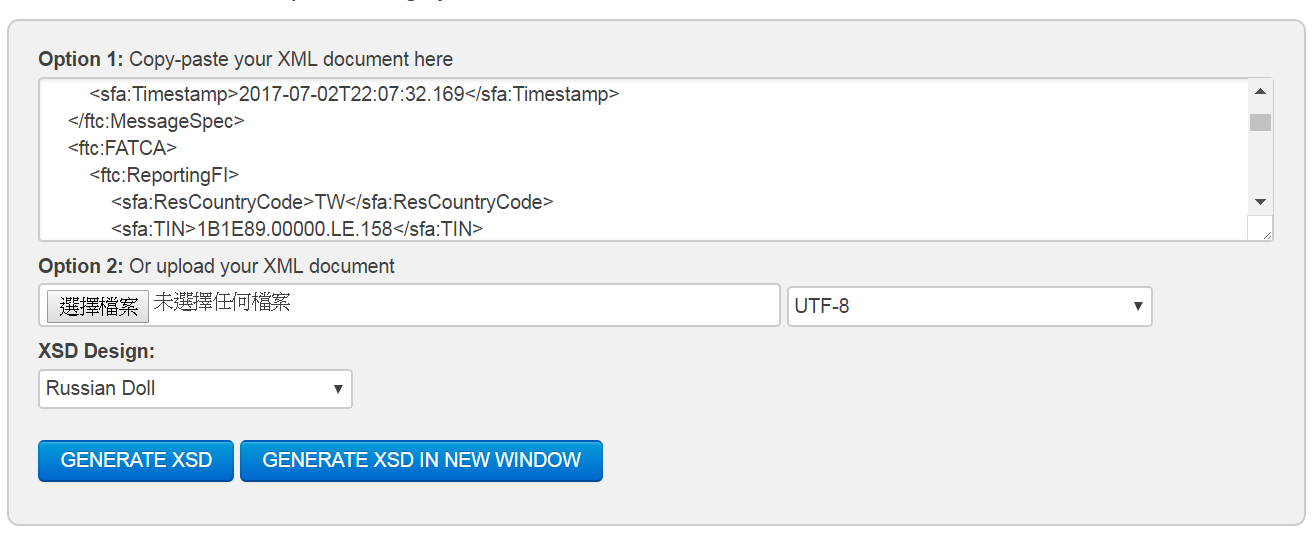 Option 1: Copy-paste your XML document here
<sfa:Timestamp>2017-07-02T22:07:32.169</sfa:Timestamp>
</ftc:MessageSpec>
<ftc:FATCA>
<ftc:ReportingFI>
<sfa:ResCountryCode>TW</sfa:ResCountryCode>
<sfa:TIN>1B1E89.00000.LE.158</sfa:TIN>
Option 2: Or upload your XML document
選擇檔案 未選擇任何檔案 UTF-8
XSD Design:
Russian Doll
GENERATE XSD GENERATE XSD IN NEW WINDOW